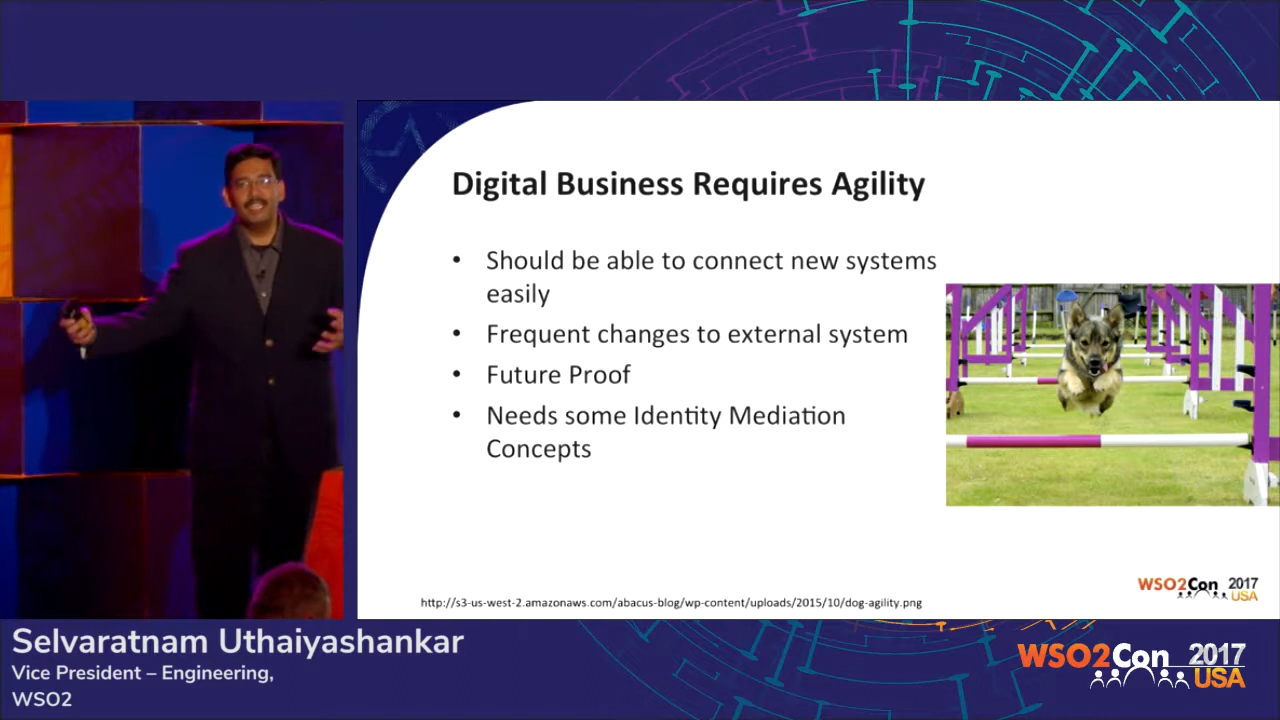 Digital Business Requires Agility
• Should be able to connect new systems
easily
• Frequent changes to external system
• Future Proof
• Needs some Identity Mediation
Concepts
WSO2Con 2017
USA
http://s3-us-west-2.amazonaws.com/abacus-blog/wp-content/uploads/2015/10/dog-agility.png
Selvaratnam Uthaiyashankar
Vice President – Engineering,
WSO2
WSO2Con 2017
USA